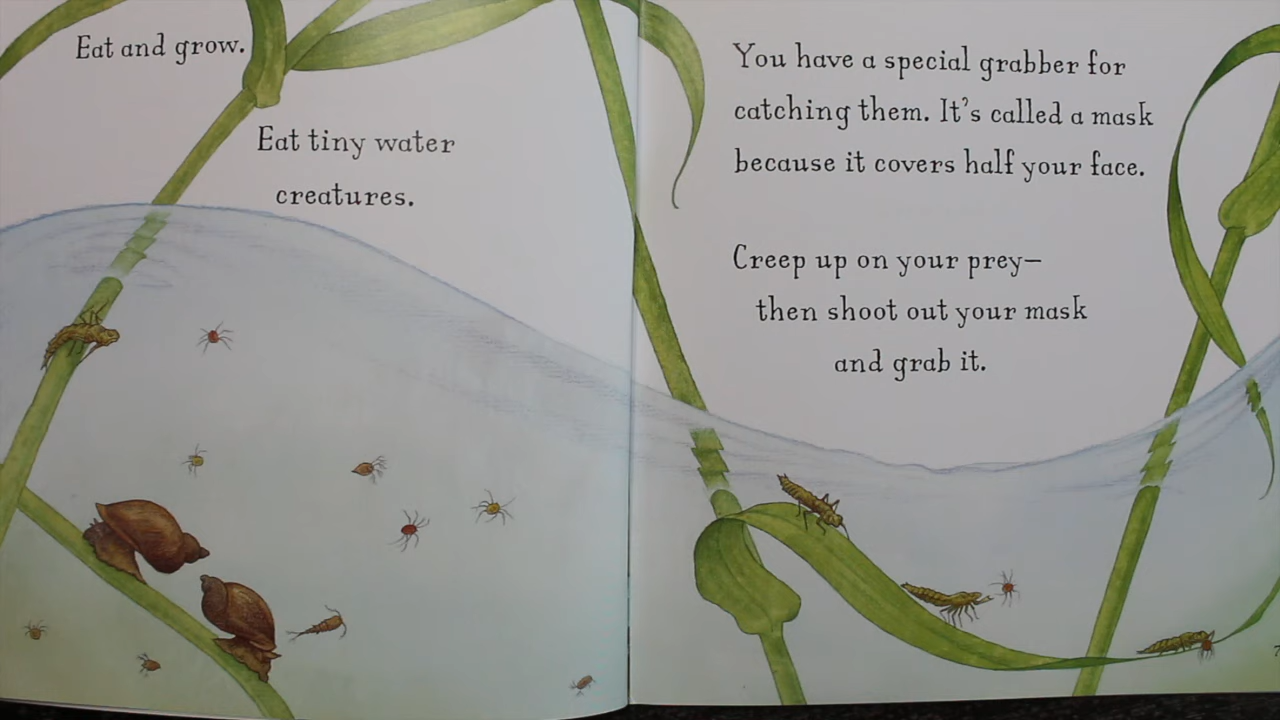 Eat and grow.
Eat tiny water
creatures.
You have a special grabber for
catching them. It's called a mask
because it covers half your face.
Creep up on your prey—
then shoot out your mask
and grab it.
7